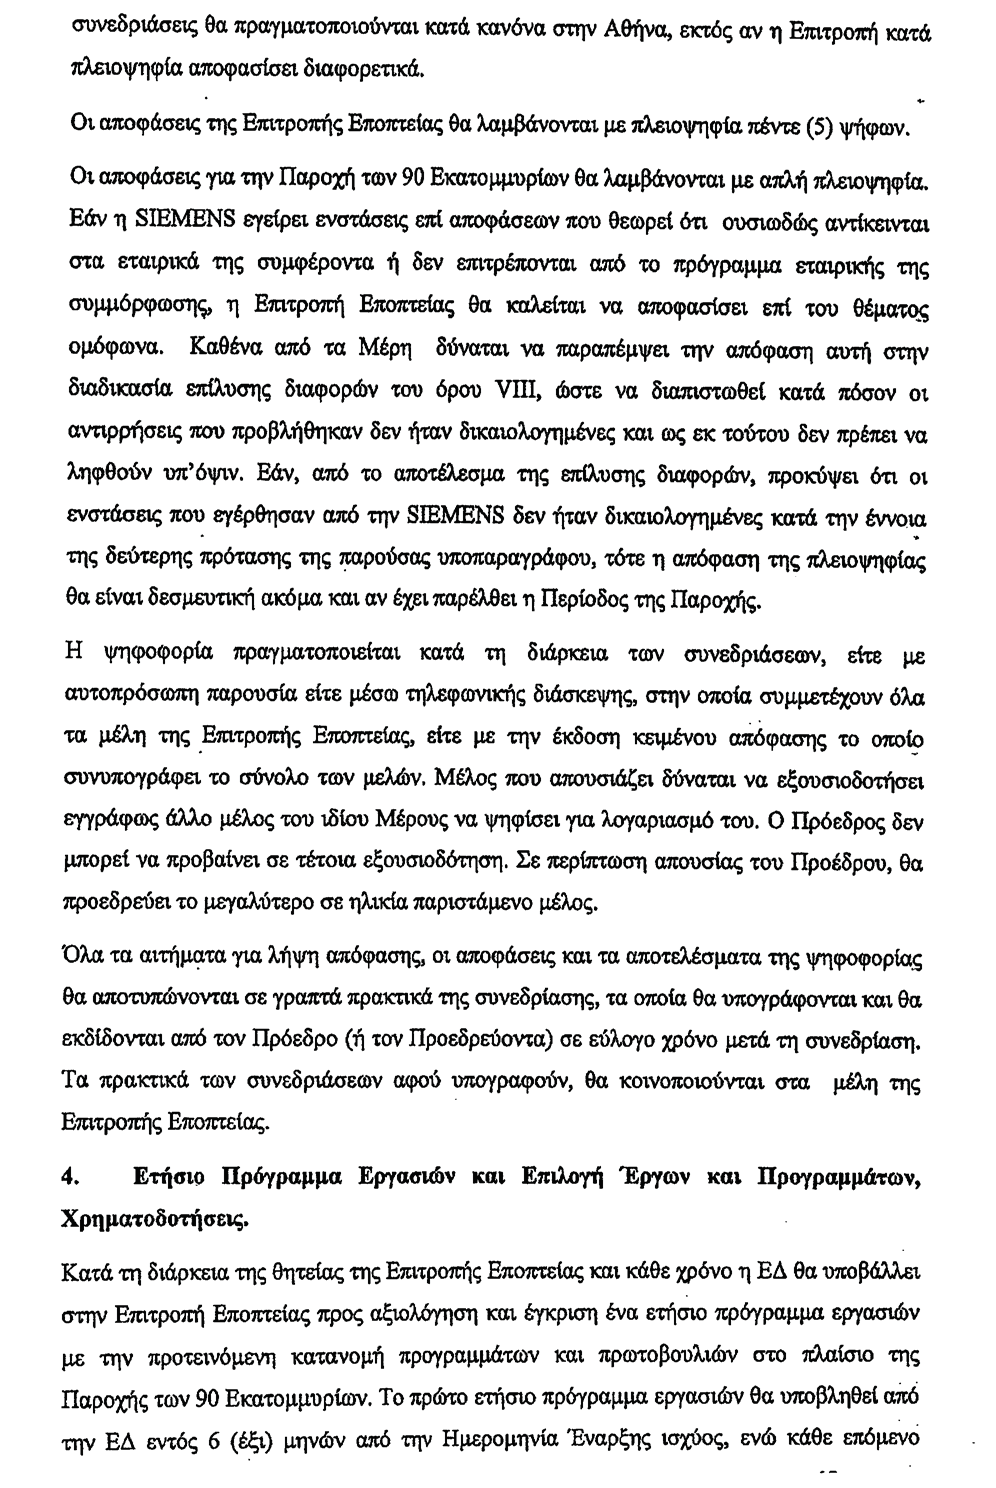 συνεδριάσεις θα πραγματοποιούνται κατά κανόνα στην Αθήνα, εκτός αν η Επιτροπή κατά
πλειοψηφία αποφασίσει διαφορετικά.
Οι αποφάσεις της Επιτροπής Εποπτείας θα λαμβάνονται με πλειοψηφία πέντε (5) ψήφων.
Οι αποφάσεις για την Παροχή των 90 Εκατομμυρίων θα λαμβάνονται με απλή πλειοψηφία.
Εάν η SIEMENS εγείρει ενστάσεις επί αποφάσεων που θεωρεί ότι ουσιωδώς αντίκεινται
στα εταιρικά της συμφέροντα ή δεν επιτρέπονται από το πρόγραμμα εταιρικής της
συμμόρφωσης, η Επιτροπή Εποπτείας θα καλείται να αποφασίσει επί του θέματος
ομόφωνα. Καθένα από τα Μέρη δύναται να παραπέμψει την απόφαση αυτή στην
διαδικασία επίλυσης διαφορών του όρου VIII, ώστε να διαπιστωθεί κατά πόσον οι
αντιρρήσεις που προβλήθηκαν δεν ήταν δικαιολογημένες και ως εκ τούτου δεν πρέπει να
ληφθούν υπ’όψιν. Εάν, από το αποτέλεσμα της επίλυσης διαφορών, προκύψει ότι οι
ενστάσεις που εγέρθησαν από την SIEMENS δεν ήταν δικαιολογημένες κατά την έννοια
της δεύτερης πρότασης της παρούσας υποπαραγράφου, τότε η απόφαση της πλειοψηφίας
θα είναι δεσμευτική ακόμα και αν έχει παρέλθει η Περίοδος της Παροχής.
Η ψηφοφορία πραγματοποιείται κατά τη διάρκεια των συνεδριάσεων, είτε με
αυτοπρόσωπη παρουσία είτε μέσω τηλεφωνικής διάσκεψης, στην οποία συμμετέχουν όλα
τα μέλη της Επιτροπής Εποπτείας, είτε με την έκδοση κειμένου απόφασης το οποίο
συνυπογράφει το σύνολο των μελών. Μέλος που απουσιάζει δύναται να εξουσιοδοτήσει
εγγράφως άλλο μέλος του ιδίου Μέρους να ψηφίσει για λογαριασμό του. Ο Πρόεδρος δεν
μπορεί να προβαίνει σε τέτοια εξουσιοδότηση. Σε περίπτωση απουσίας του Προέδρου, θα
προεδρεύει το μεγαλύτερο σε ηλικία παριστάμενο μέλος.
Όλα τα αιτήματα για λήψη απόφασης, οι αποφάσεις και τα αποτελέσματα της ψηφοφορίας
θα αποτυπώνονται σε γραπτά πρακτικά της συνεδρίασης, τα οποία θα υπογράφονται και θα
εκδίδονται από τον Πρόεδρο (ή τον Προεδρεύοντα) σε εύλογο χρόνο μετά τη συνεδρίαση.
Τα πρακτικά των συνεδριάσεων αφού υπογραφούν, θα κοινοποιούνται στα μέλη της
Επιτροπής Εποπτείας.
4. Ετήσιο Πρόγραμμα Εργασιών και Επιλογή Έργων και Προγραμμάτων,
Χρηματοδοτήσεις.
Κατά τη διάρκεια της θητείας της Επιτροπής Εποπτείας και κάθε χρόνο η ΕΔ θα υποβάλλει
στην Επιτροπή Εποπτείας προς αξιολόγηση και έγκριση ένα ετήσιο πρόγραμμα εργασιών
με την προτεινόμενη κατανομή προγραμμάτων και πρωτοβουλιών στο πλαίσιο της
Παροχής των 90 Εκατομμυρίων. Το πρώτο ετήσιο πρόγραμμα εργασιών θα υποβληθεί από
την ΕΔ εντός 6 (έξι) μηνών από την Ημερομηνία Έναρξης ισχύος, ενώ κάθε επόμενο